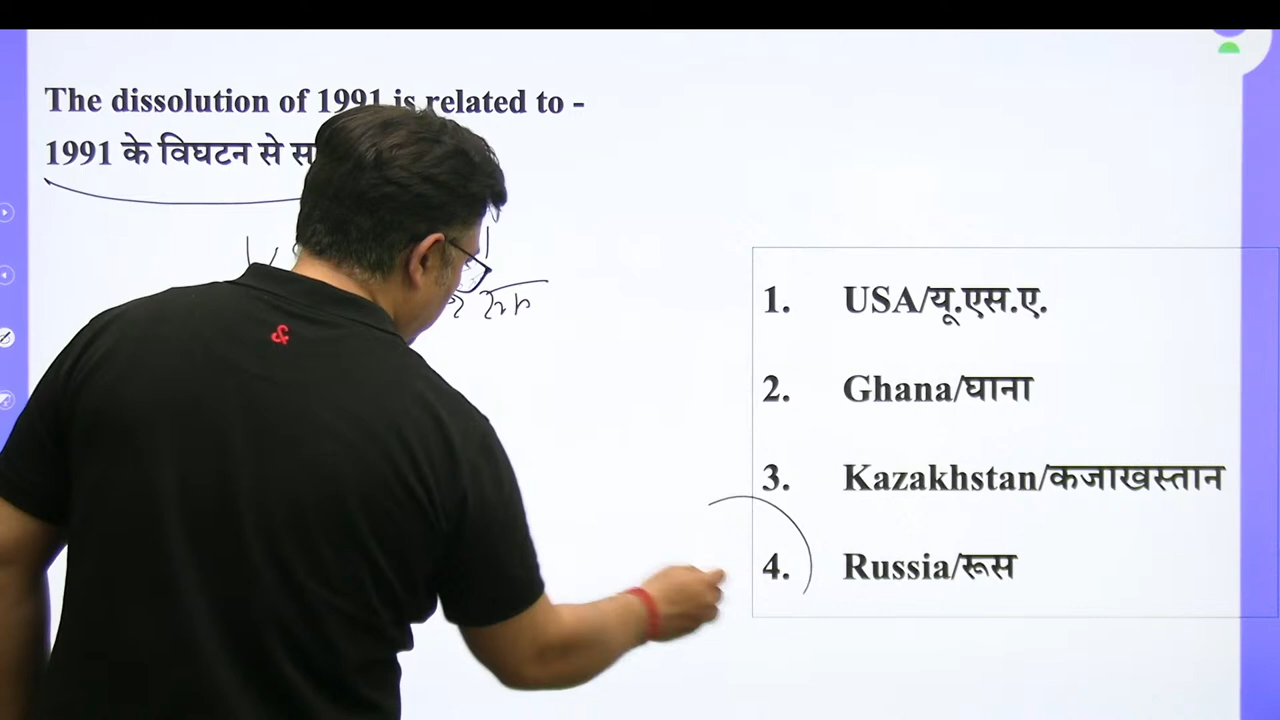 The dissolution of 1991 is related to -
1991 के विघटन से
1. USA/यू.एस.ए.
2. Ghana/घाना
3. Kazakhstan/कजाखस्तान
4. Russia/रूस